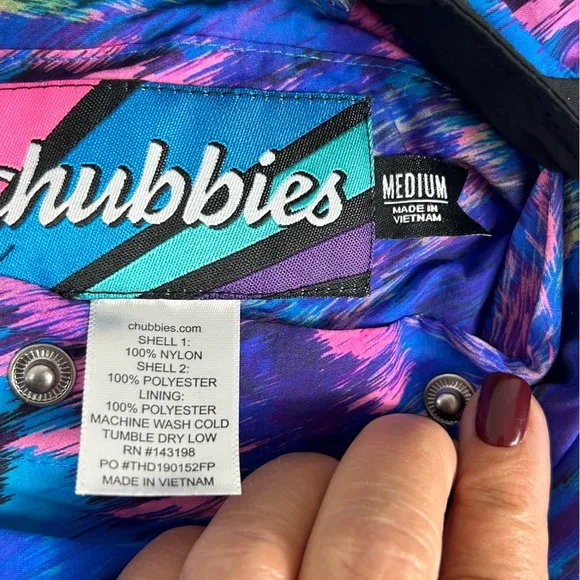 chubbies
MEDIUM
MADE IN
VIETNAM
chubbies.com
SHELL 1:
100% NYLON
SHELL 2:
100% POLYESTER
LINING:
100% POLYESTER
MACHINE WASH COLD
TUMBLE DRY LOW
RN #143198
PO #THD190152FP
MADE IN VIETNAM